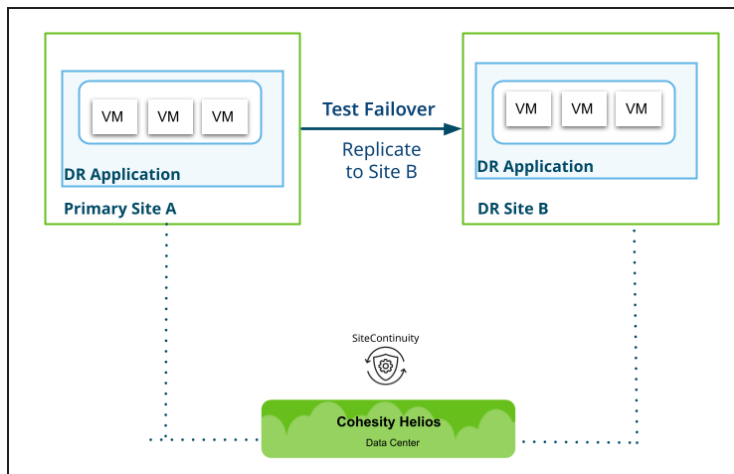 VM VM VM
DR Application
Primary Site A
Test Failover
Replicate
to Site B
VM VM VM
DR Application
DR Site B
SiteContinuity
Cohesity Helios
Data Center